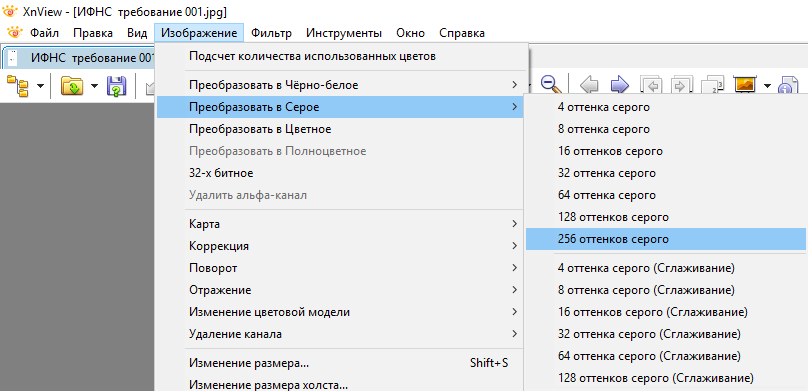 XnView - [ИФНС требование 001.jpg]
Файл Правка Вид Изображение Фильтр Инструменты Окно Справка
ИФНС требование 001
Подсчет количества использованных цветов
Преобразовать в Чёрно-белое
Преобразовать в Серое
Преобразовать в Цветное
Преобразовать в Полноцветное
32-х битное
Удалить альфа-канал
Карта
Коррекция
Поворот
Отражение
Изменение цветовой модели
Удаление канала
Изменение размера... Shift+S
Изменить размера холста...
4 оттенка серого
8 оттенка серого
16 оттенков серого
32 оттенка серого
64 оттенка серого
128 оттенков серого
256 оттенков серого
4 оттенка серого (Сглаживание)
8 оттенка серого (Сглаживание)
16 оттенков серого (Сглаживание)
32 оттенка серого (Сглаживание)
64 оттенка серого (Сглаживание)
128 оттенков серого (Сглаживание)